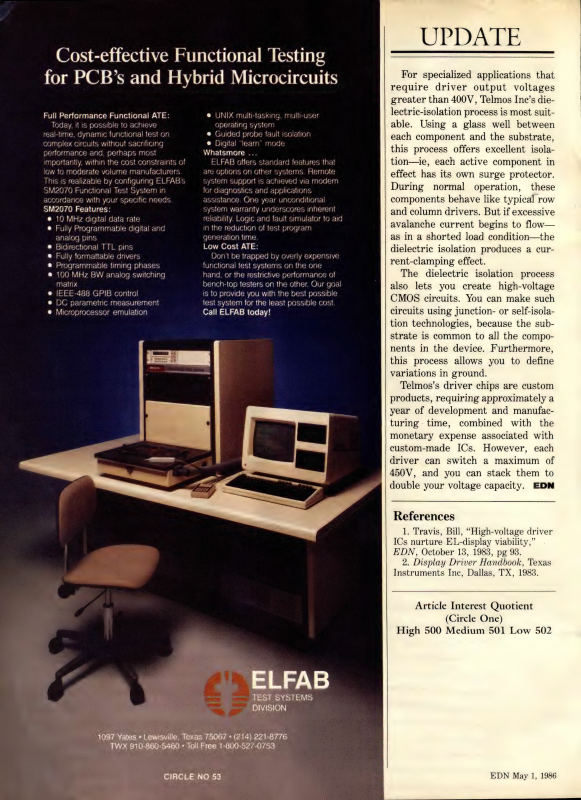 Cost-effective Functional Testing
for PCB's and Hybrid Microcircuits
Full Performance Functional ATE:
Today, it is possible to achieve
real-time, dynamic functional test on
complex circuits without sacrificing
performance and, perhaps most
importantly, within the cost constraints of
low to moderate volume manufacturers.
This is realizable by configuring ELFAB's
SM2070 Functional Test System in
accordance with your specific needs.
SM2070 Features:
• 10 MHz digital data rate
• Fully Programmable digital and
analog pins
• Bidirectional TTL pins
• Fully formattable drivers
• Programmable timing phases
• 100 MHz BW analog switching
matrix
• IEEE-488 GPIB control
• DC parametric measurement
• Microprocessor emulation
• UNIX multi-tasking, multi-user
operating system
• Guided probe fault isolation
• Digital "learn" mode
Whatsmore ...
ELFAB offers standard features that
are options on other systems. Remote
system support is achieved via modem
for diagnostics and applications
assistance. One year unconditional
system warranty underscores inherent
reliability. Logic and fault simulator to aid
in the reduction of test program
generation time.
Low Cost ATE:
Don't be trapped by overly expensive
functional test systems on the one
hand, or the restrictive performance of
bench-top testers on the other. Our goal
is to provide you with the best possible
test system for the least possible cost.
Call ELFAB today!
ELFAB
TEST SYSTEMS
DIVISION
1097 Yates • Lewisville, Texas 75067 • (214) 221-8776
TWX 910-860-5460 • Toll Free 1-800-527-0753
CIRCLE NO 53
UPDATE
For specialized applications that
require driver output voltages
greater than 400V, Telmos Inc's die-
lectric-isolation process is most suit-
able. Using a glass well between
each component and the substrate,
this process offers excellent isola-
tion—ie, each active component in
effect has its own surge protector.
During normal operation, these
components behave like typical row
and column drivers. But if excessive
avalanche current begins to flow—
as in a shorted load condition—the
dielectric isolation produces a cur-
rent-clamping effect.
The dielectric isolation process
also lets you create high-voltage
CMOS circuits. You can make such
circuits using junction- or self-isola-
tion technologies, because the sub-
strate is common to all the compo-
nents in the device. Furthermore,
this process allows you to define
variations in ground.
Telmos's driver chips are custom
products, requiring approximately a
year of development and manufac-
turing time, combined with the
monetary expense associated with
custom-made ICs. However, each
driver can switch a maximum of
450V, and you can stack them to
double your voltage capacity. EDN
References
1. Travis, Bill, "High-voltage driver
ICs nurture EL-display viability,"
EDN, October 13, 1983, pg 93.
2. Display Driver Handbook, Texas
Instruments Inc, Dallas, TX, 1983.
Article Interest Quotient
(Circle One)
High 500 Medium 501 Low 502
EDN May 1, 1986